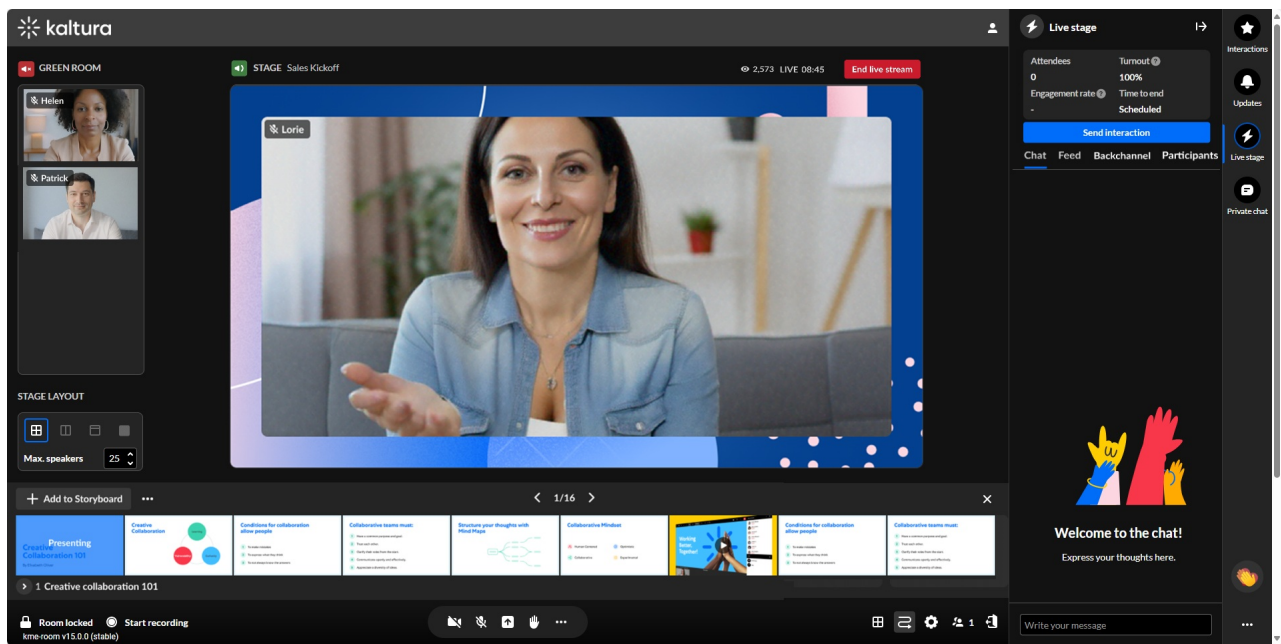 kaltura
GREEN ROOM
Helen
Patrick
STAGE LAYOUT
Max. speakers 25
STAGE Sales Kickoff
2,573 LIVE 08:45 End live stream
Lorie
Live stage
Attendees Turnout
0 100%
Engagement rate Time to end
- Scheduled
Send interaction
Chat Feed Backchannel Participants
Welcome to the chat!
Express your thoughts here.
Write your message
Interactions
Updates
Live stage
Private chat
Add to Storyboard
1/16
Presenting
Creative
Collaboration 101
Creative
Collaboration
Conditions for collaboration
allow people
Collaborative teams must:
Structure your thoughts with
Mind Maps
Collaborative Mindset
Working
Better,
Together!
Conditions for collaboration
allow people
Collaborative teams must:
1 Creative collaboration 101
Room locked Start recording
kme-room v15.0.0 (stable)
1